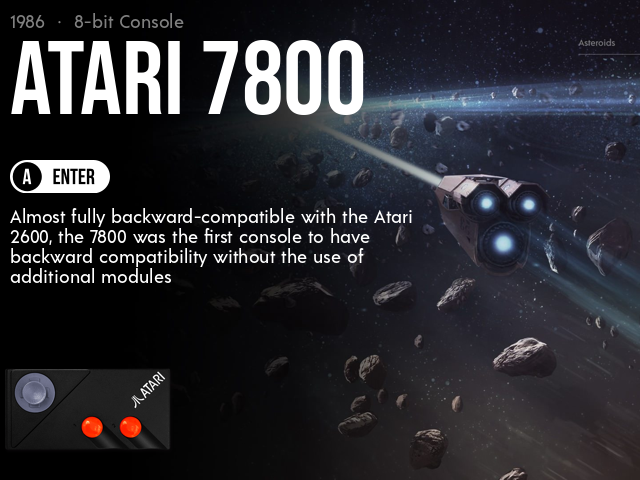 1986 · 8-bit Console
ATARI 7800
Asteroids
A ENTER
Almost fully backward-compatible with the Atari
2600, the 7800 was the first console to have
backward compatibility without the use of
additional modules
ATARI